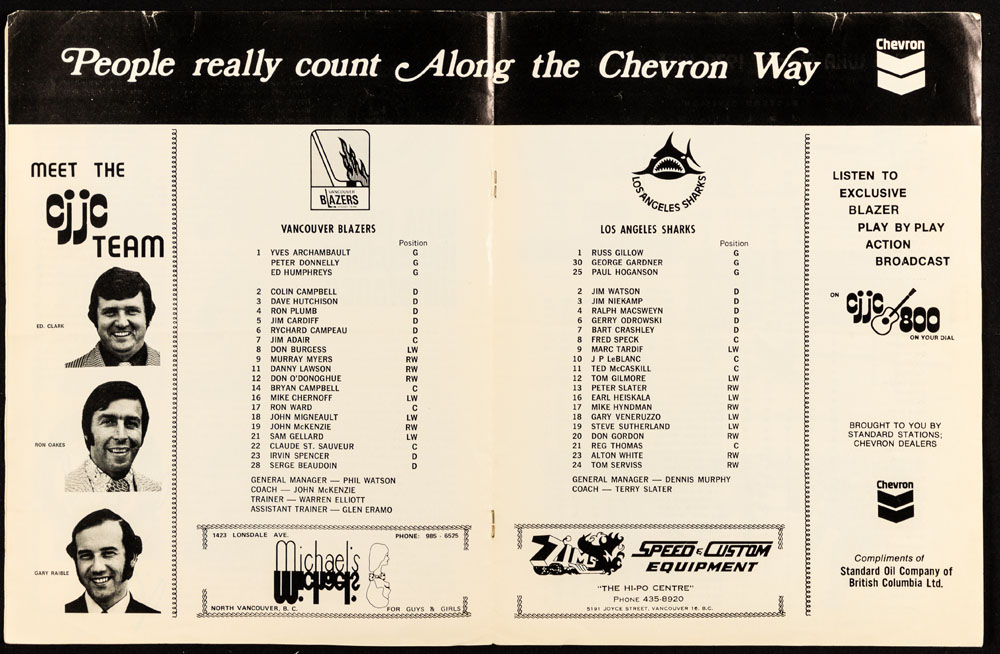 People really count Along the Chevron Way
Chevron
MEET THE
cjjc
TEAM
ED. CLARK
RON OAKES
GARY RAIBLE
VANCOUVER
BLAZERS
VANCOUVER BLAZERS
Position
1 YVES ARCHAMBAULT G
PETER DONNELLY G
ED HUMPHREYS G
2 COLIN CAMPBELL D
3 DAVE HUTCHISON D
4 RON PLUMB D
5 JIM CARDIFF D
6 RYCHARD CAMPEAU D
7 JIM ADAIR C
8 DON BURGESS LW
9 MURRAY MYERS RW
11 DANNY LAWSON RW
12 DON O'DONOGHUE RW
14 BRYAN CAMPBELL C
16 MIKE CHERNOFF LW
17 RON WARD C
18 JOHN MIGNEAULT LW
19 JOHN McKENZIE RW
21 SAM GELLARD LW
22 CLAUDE ST. SAUVEUR C
23 IRVIN SPENCER D
28 SERGE BEAUDOIN D
GENERAL MANAGER — PHIL WATSON
COACH — JOHN McKENZIE
TRAINER — WARREN ELLIOTT
ASSISTANT TRAINER — GLEN ERAMO
1423 LONSDALE AVE. PHONE: 985 - 6525
Michael's
Michael's
NORTH VANCOUVER, B. C. FOR GUYS & GIRLS
LOS ANGELES SHARKS
LOS ANGELES SHARKS
Position
1 RUSS GILLOW G
30 GEORGE GARDNER G
25 PAUL HOGANSON G
2 JIM WATSON D
3 JIM NIEKAMP D
4 RALPH MACSWEYN D
6 GERRY ODROWSKI D
7 BART CRASHLEY D
8 FRED SPECK C
9 MARC TARDIF LW
10 J P LeBLANC C
11 TED McCASKILL C
12 TOM GILMORE LW
13 PETER SLATER RW
16 EARL HEISKALA LW
17 MIKE HYNDMAN RW
18 GARY VENERUZZO LW
19 STEVE SUTHERLAND LW
20 DON GORDON RW
21 REG THOMAS C
23 ALTON WHITE RW
24 TOM SERVISS RW
GENERAL MANAGER — DENNIS MURPHY
COACH — TERRY SLATER
JIMS SPEED & CUSTOM
EQUIPMENT
"THE HI-PO CENTRE"
PHONE 435-8920
5191 JOYCE STREET, VANCOUVER 16, B.C.
LISTEN TO
EXCLUSIVE
BLAZER
PLAY BY PLAY
ACTION
BROADCAST
ON cjjc 800
ON YOUR DIAL
BROUGHT TO YOU BY
STANDARD STATIONS;
CHEVRON DEALERS
Chevron
Compliments of
Standard Oil Company of
British Columbia Ltd.